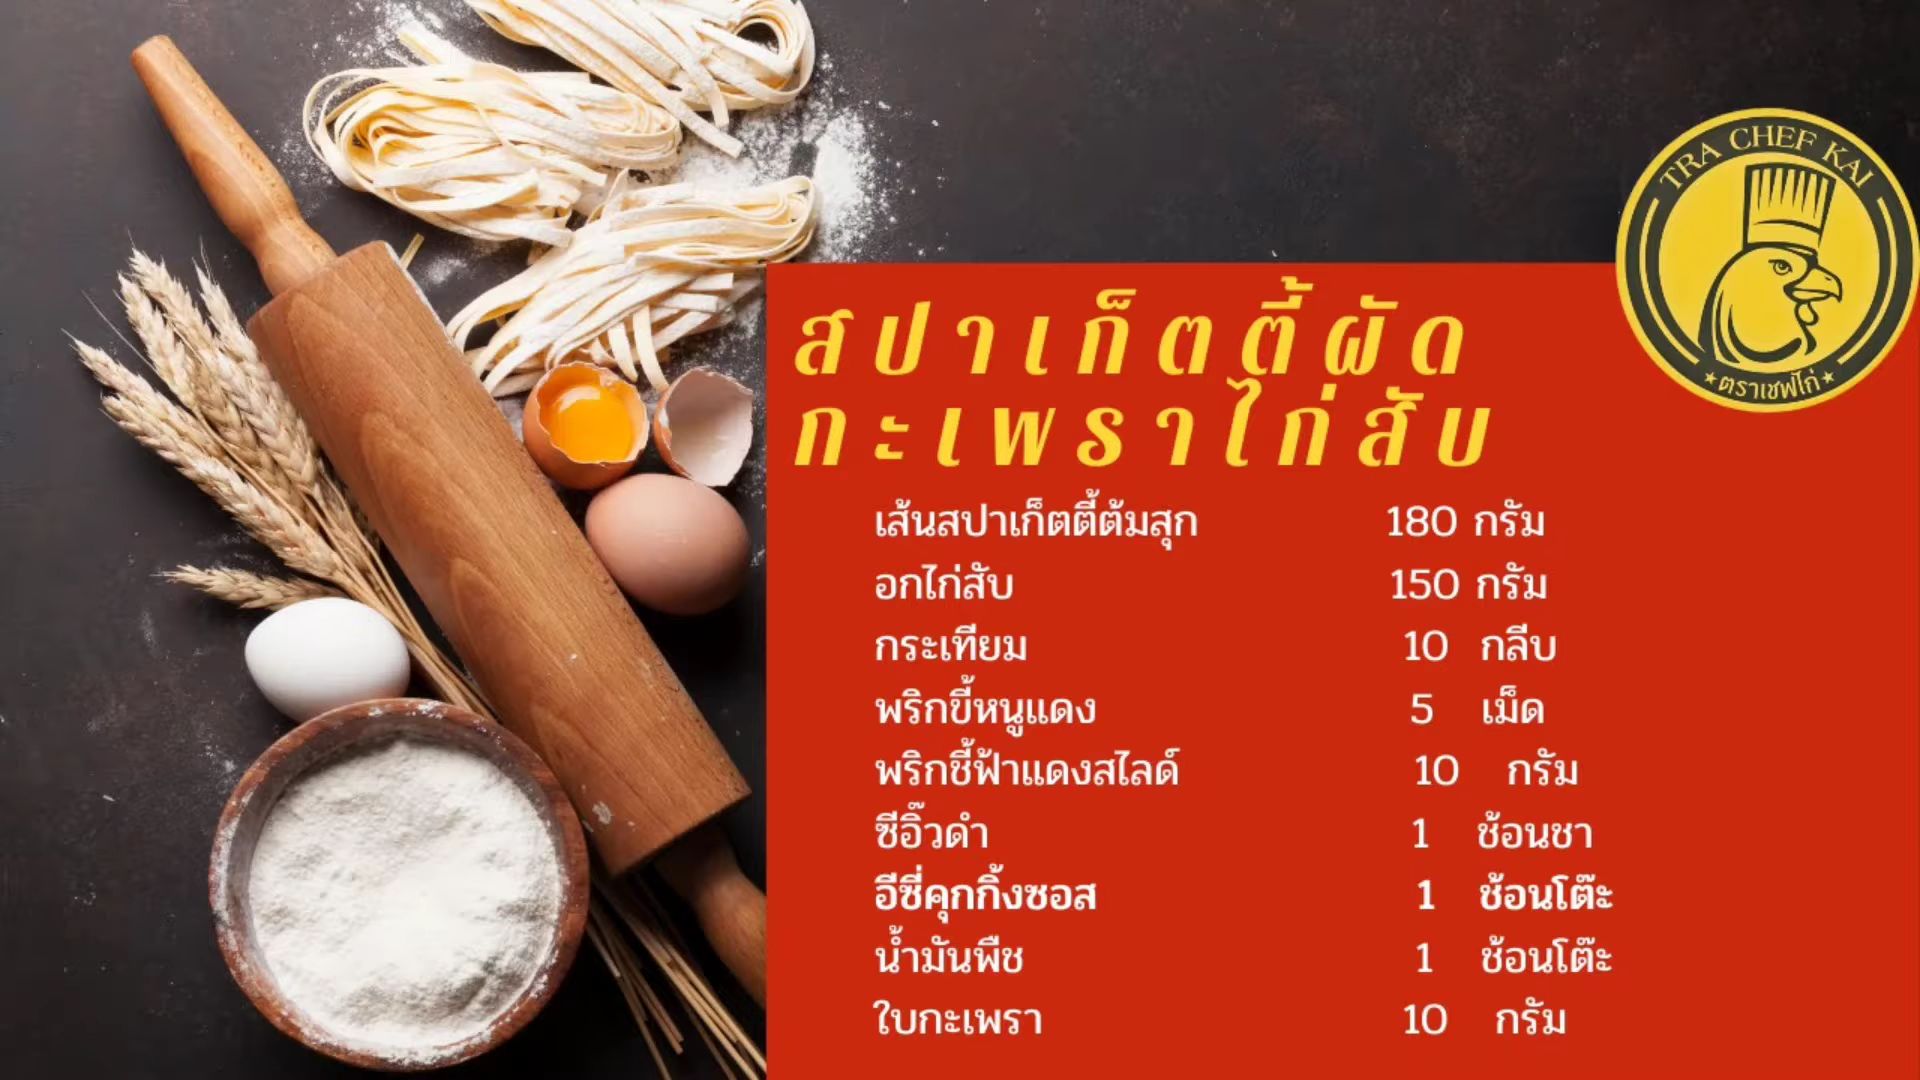 TRA CHEF KAI
★ตราเชฟไก่★
สปาเก็ตตี้ผัด
กะเพราไก่สับ
เส้นสปาเก็ตตี้ต้มสุก 180 กรัม
อกไก่สับ 150 กรัม
กระเทียม 10 กลีบ
พริกขี้หนูแดง 5 เม็ด
พริกชี้ฟ้าแดงสไลด์ 10 กรัม
ซีอิ๊วดำ 1 ช้อนชา
อีซี่คุกกิ้งซอส 1 ช้อนโต๊ะ
น้ำมันพืช 1 ช้อนโต๊ะ
ใบกะเพรา 10 กรัม